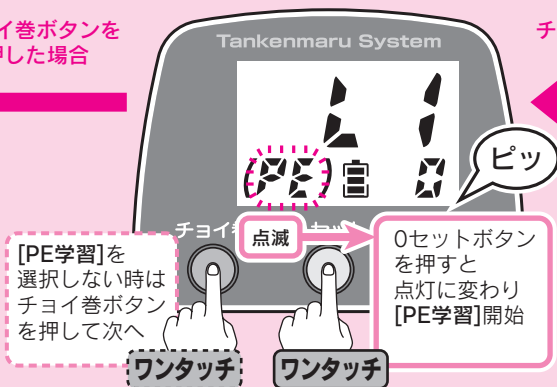 イ巻ボタンを
押した場合
チ
Tankenmaru System
L 1
(PE) 0
ピッ
チョイ巻
セット
点滅
[PE学習]を
選択しない時は
チョイ巻ボタン
を押して次へ
0セットボタン
を押すと
点灯に変わり
[PE学習]開始
ワンタッチ
ワンタッチ